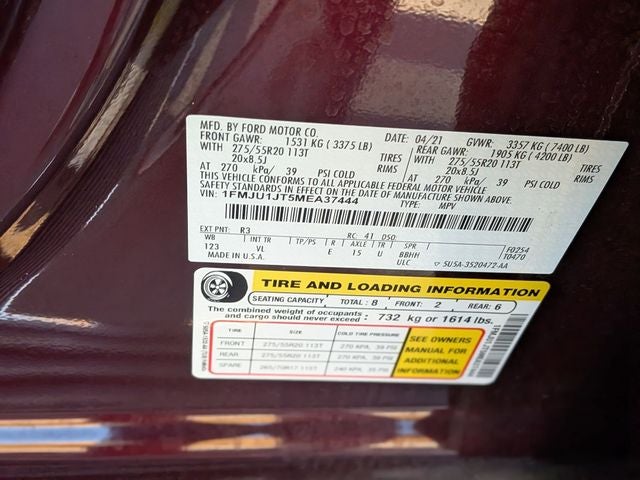 MFD. BY FORD MOTOR CO.
DATE: 04/21 GVWR: 3357 KG ( 7400 LB)
FRONT GAWR: 1531 KG ( 3375 LB) REAR GAWR: 1905 KG ( 4200 LB)
WITH 275/55R20 113T TIRES WITH 275/55R20 113T TIRES
20x8.5J RIMS 20x8.5J RIMS
AT 270 kPa/ 39 PSI COLD AT 270 kPa/ 39 PSI COLD
THIS VEHICLE CONFORMS TO ALL APPLICABLE FEDERAL MOTOR VEHICLE
SAFETY STANDARDS IN EFFECT ON THE DATE OF MANUFACTURE SHOWN ABOVE.
VIN: 1FMJU1JT5MEA37444 TYPE: MPV
EXT PNT: R3 RC: 41 DSO:
WB INT TR TP/PS R AXLE TR SPR F0254
123 VL E 15 U BBHH T0470
MADE IN U.S.A. ULC ▽ 5U5A-3520472-AA
TIRE AND LOADING INFORMATION
SEATING CAPACITY TOTAL: 8 FRONT: 2 REAR: 6
The combined weight of occupants and cargo should never exceed: 732 kg or 1614 lbs.
TIRE SIZE COLD TIRE PRESSURE
FRONT 275/55R20 113T 270 KPA, 39 PSI
REAR 275/55R20 113T 270 KPA, 39 PSI
SPARE 265/70R17 115T 240 KPA, 35 PSI
SEE OWNERS
MANUAL FOR
ADDITIONAL
INFORMATION